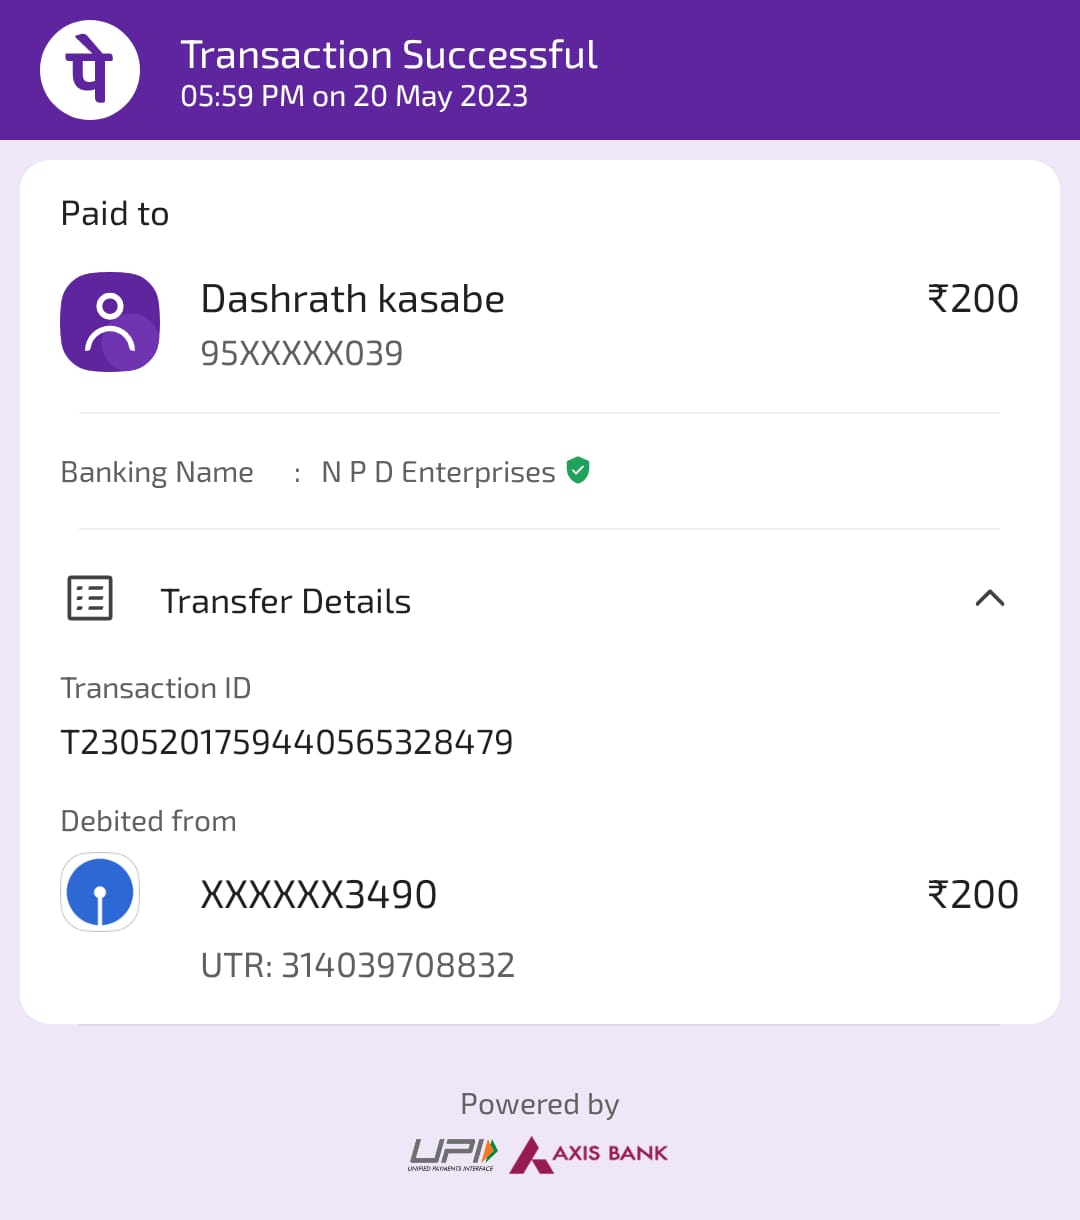 पे
Transaction Successful
05:59 PM on 20 May 2023
Paid to
Dashrath kasabe ₹200
95XXXXX039
Banking Name : N P D Enterprises
Transfer Details
Transaction ID
T2305201759440565328479
Debited from
XXXXXX3490 ₹200
UTR: 314039708832
Powered by
UPI AXIS BANK
UNIFIED PAYMENTS INTERFACE